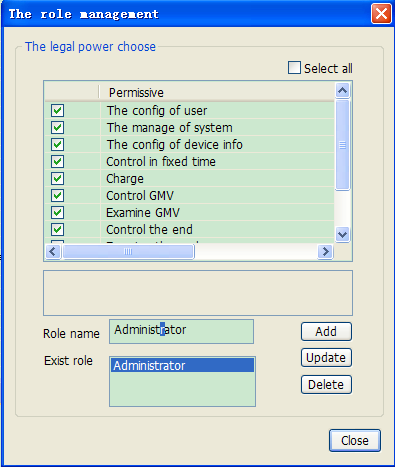 The role management
The legal power choose
Select all
Permissive
The config of user
The manage of system
The config of device info
Control in fixed time
Charge
Control GMV
Examine GMV
Control the end
Role name
Administrator
Add
Exist role
Administrator
Update
Delete
Close